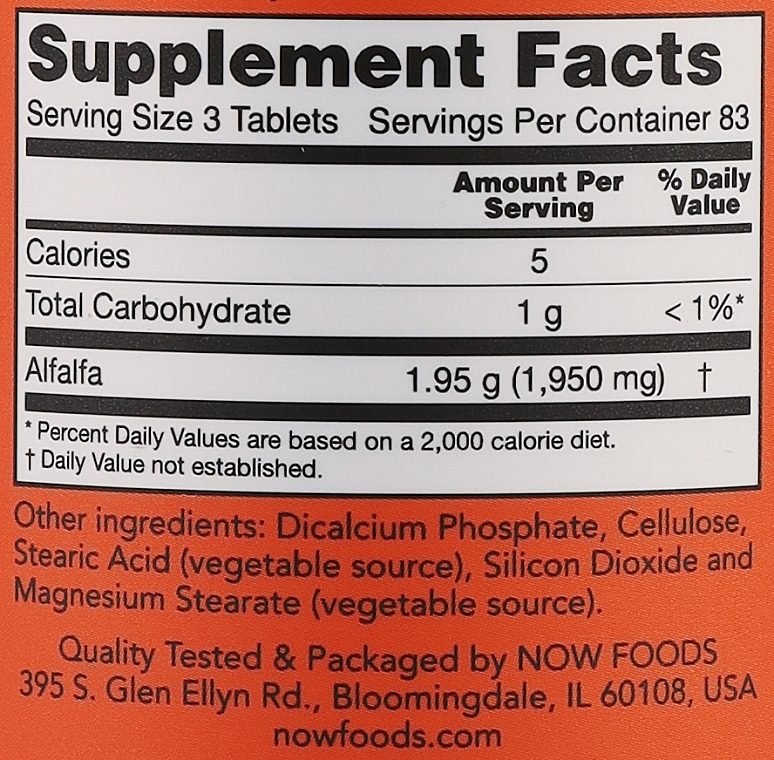 Supplement Facts
Serving Size 3 Tablets Servings Per Container 83
Amount Per Serving % Daily Value
Calories 5
Total Carbohydrate 1 g < 1%*
Alfalfa 1.95 g (1,950 mg) †
* Percent Daily Values are based on a 2,000 calorie diet.
† Daily Value not established.
Other ingredients: Dicalcium Phosphate, Cellulose,
Stearic Acid (vegetable source), Silicon Dioxide and
Magnesium Stearate (vegetable source).
Quality Tested & Packaged by NOW FOODS
395 S. Glen Ellyn Rd., Bloomingdale, IL 60108, USA
nowfoods.com